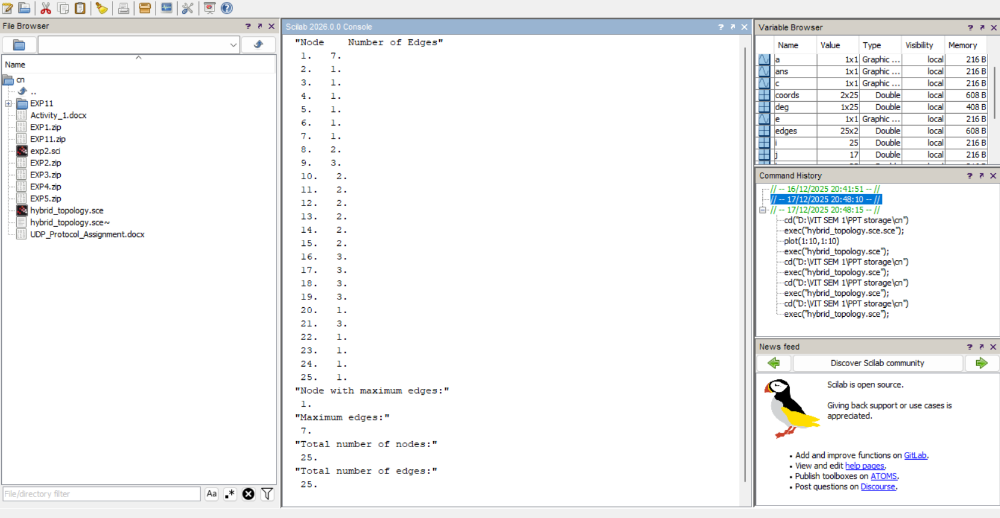 File Browser
Name
cn
..
EXP11
Activity_1.docx
EXP1.zip
EXP11.zip
exp2.sci
EXP2.zip
EXP3.zip
EXP4.zip
EXP5.zip
hybrid_topology.sce
hybrid_topology.sce~
UDP_Protocol_Assignment.docx
File/directory filter
Aa
.*
Scilab 2026.0.0 Console
"Node    Number of Edges"
1.   7.
2.   1.
3.   1.
4.   1.
5.   1.
6.   1.
7.   1.
8.   2.
9.   3.
10.   2.
11.   2.
12.   2.
13.   2.
14.   2.
15.   2.
16.   3.
17.   3.
18.   3.
19.   3.
20.   1.
21.   3.
22.   1.
23.   1.
24.   1.
25.   1.
"Node with maximum edges:"
1.
"Maximum edges:"
7.
"Total number of nodes:"
25.
"Total number of edges:"
25.
Variable Browser
Name Value Type Visibility Memory
a 1x1 Graphic ... local 216 B
ans 1x1 Graphic ... local 216 B
c 1x1 Graphic ... local 216 B
coords 2x25 Double local 608 B
deg 1x25 Double local 408 B
e 1x1 Graphic ... local 216 B
edges 25x2 Double local 608 B
i 25 Double local 216 B
j 17 Double local 216 B
Command History
// -- 16/12/2025 20:41:51 -- //
// -- 17/12/2025 20:48:10 -- //
// -- 17/12/2025 20:48:15 -- //
cd("D:\VIT SEM 1\PPT storage\cn")
exec("hybrid_topology.sce.sce");
plot(1:10,1:10)
exec("hybrid_topology.sce");
cd("D:\VIT SEM 1\PPT storage\cn")
exec("hybrid_topology.sce");
cd("D:\VIT SEM 1\PPT storage\cn")
exec("hybrid_topology.sce");
cd("D:\VIT SEM 1\PPT storage\cn")
exec("hybrid_topology.sce");
News feed
Discover Scilab community
Scilab is open source.
Giving back support or use cases is
appreciated.
• Add and improve functions on GitLab.
• View and edit help pages.
• Publish toolboxes on ATOMS.
• Post questions on Discourse.